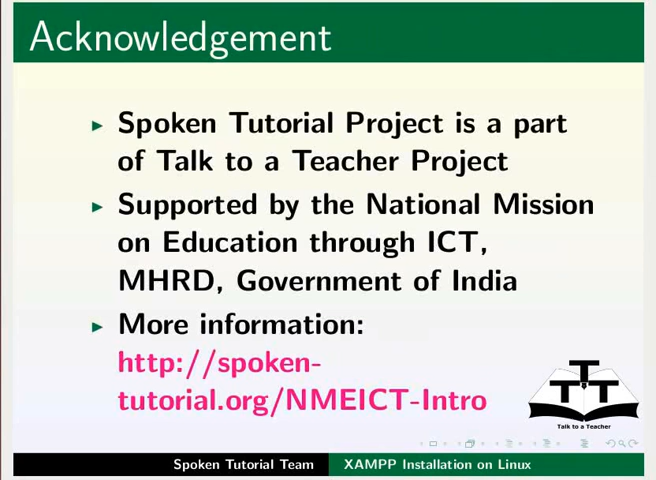 Acknowledgement
Spoken Tutorial Project is a part
of Talk to a Teacher Project
Supported by the National Mission
on Education through ICT,
MHRD, Government of India
More information:
http://spoken-
tutorial.org/NMEICT-Intro
T T T
Talk to a Teacher
Spoken Tutorial Team XAMPP Installation on Linux